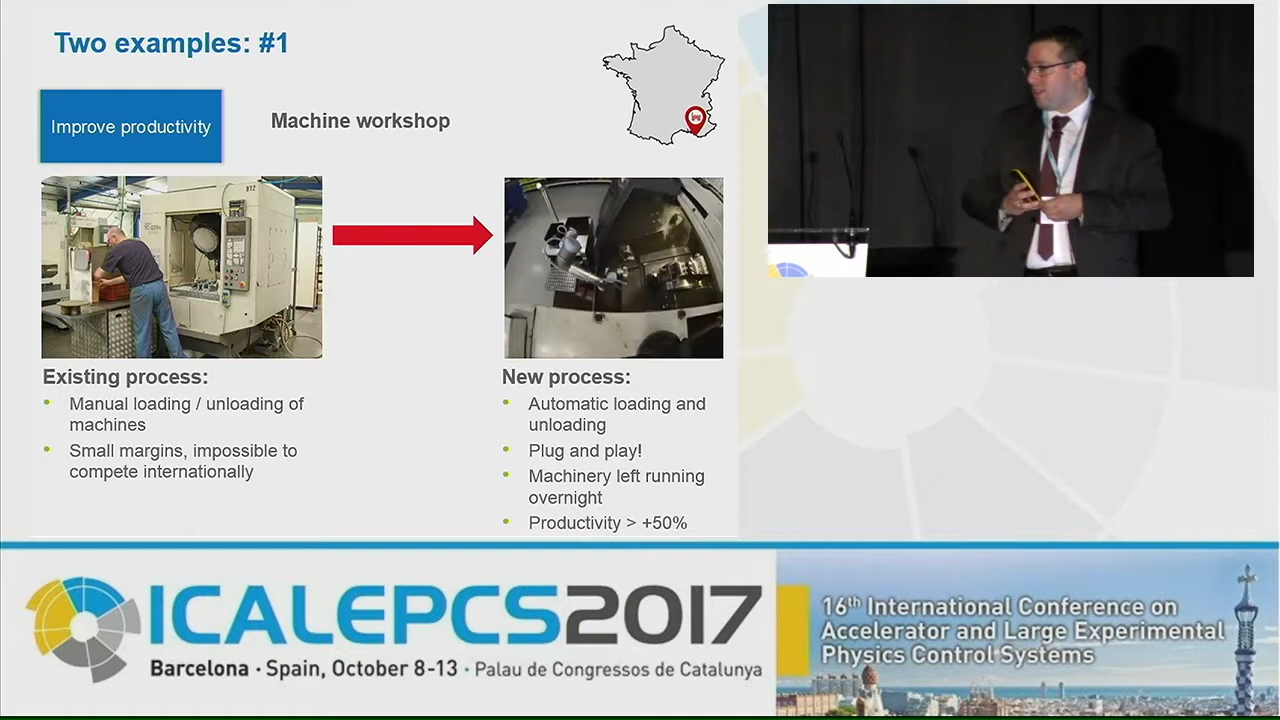 Two examples: #1
Improve productivity
Machine workshop
Existing process:
Manual loading / unloading of
machines
Small margins, impossible to
compete internationally
New process:
Automatic loading and
unloading
Plug and play!
Machinery left running
overnight
Productivity > +50%
ICALEPCS2017
Barcelona · Spain, October 8-13 · Palau de Congressos de Catalunya
16th International Conference on
Accelerator and Large Experimental
Physics Control Systems